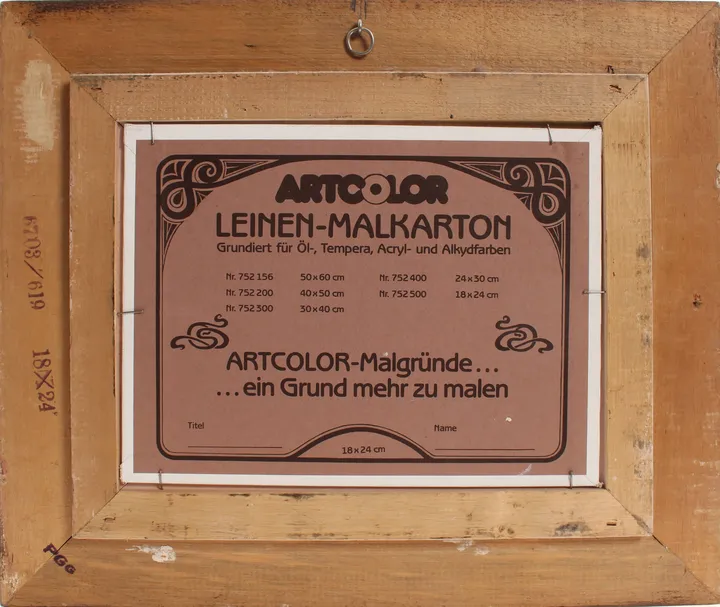 ARTCOLOR
LEINEN-MALKARTON
Grundiert für Öl-, Tempera, Acryl- und Alkydfarben
Nr. 752 156 50 x 60 cm Nr. 752 400 24 x 30 cm
Nr. 752 200 40 x 50 cm Nr. 752 500 18 x 24 cm
Nr. 752 300 30 x 40 cm
ARTCOLOR-Malgründe...
...ein Grund mehr zu malen
Titel Name
18 x 24 cm
6708/619 18X24
PGG